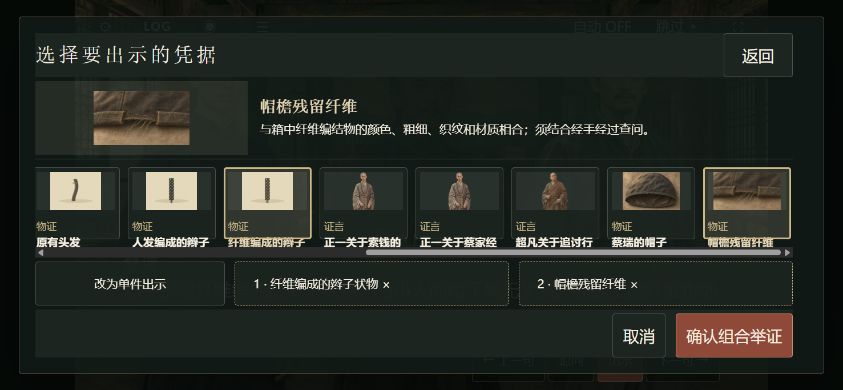 LOG
自动 OFF
跳过
选择要出示的凭据
返回
帽檐残留纤维
与箱中纤维编结物的颜色、粗细、织纹和材质相合；须结合经手经过查问。
物证
原有头发
物证
人发编成的辫子
物证
纤维编成的辫子
证言
正一关于索钱的
证言
正一关于蔡家经
证言
超凡关于追讨行
物证
蔡瑞的帽子
物证
帽檐残留纤维
改为单件出示
1 · 纤维编成的辫子状物 ×
2 · 帽檐残留纤维 ×
取消
确认组合举证